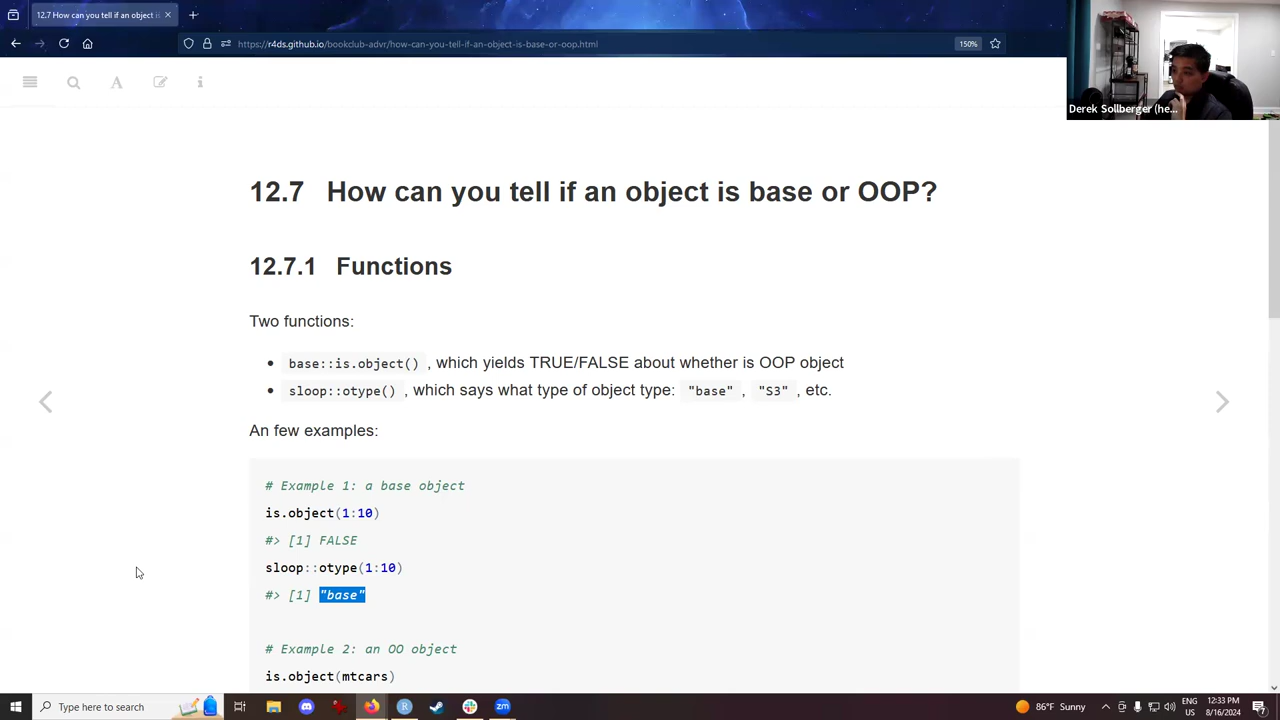 12.7 How can you tell if an object is
https://r4ds.github.io/bookclub-advr/how-can-you-tell-if-an-object-is-base-or-oop.html
150%
Derek Sollberger (he...
12.7 How can you tell if an object is base or OOP?
12.7.1 Functions
Two functions:
base::is.object() , which yields TRUE/FALSE about whether is OOP object
sloop::otype() , which says what type of object type: "base" , "S3" , etc.
An few examples:
# Example 1: a base object
is.object(1:10)
#> [1] FALSE
sloop::otype(1:10)
#> [1] "base"
# Example 2: an OO object
is.object(mtcars)
Type here to search
86°F Sunny
ENG
US
12:33 PM
8/16/2024